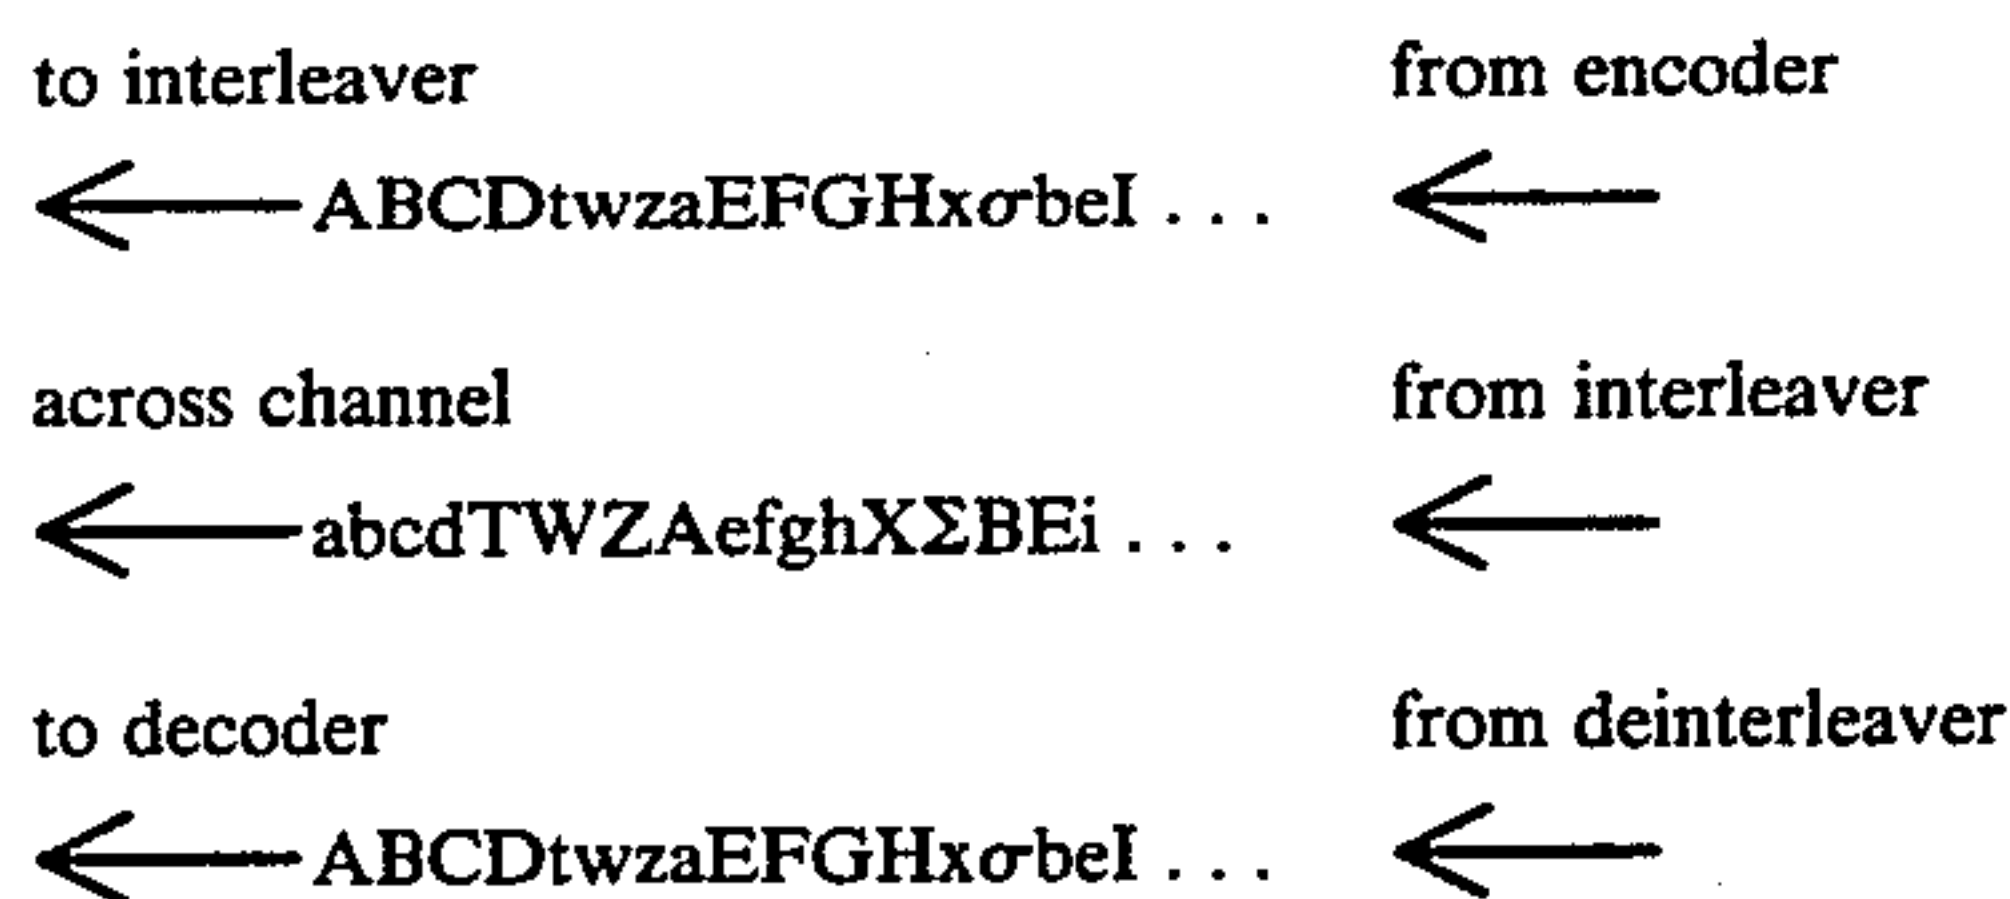 to interleaver from encoder
ABCDtwzaEFGHxσbeI . . .
across channel from interleaver
abcdTWZAefghXΣBEi . . .
to decoder from deinterleaver
ABCDtwzaEFGHxσbeI . . .